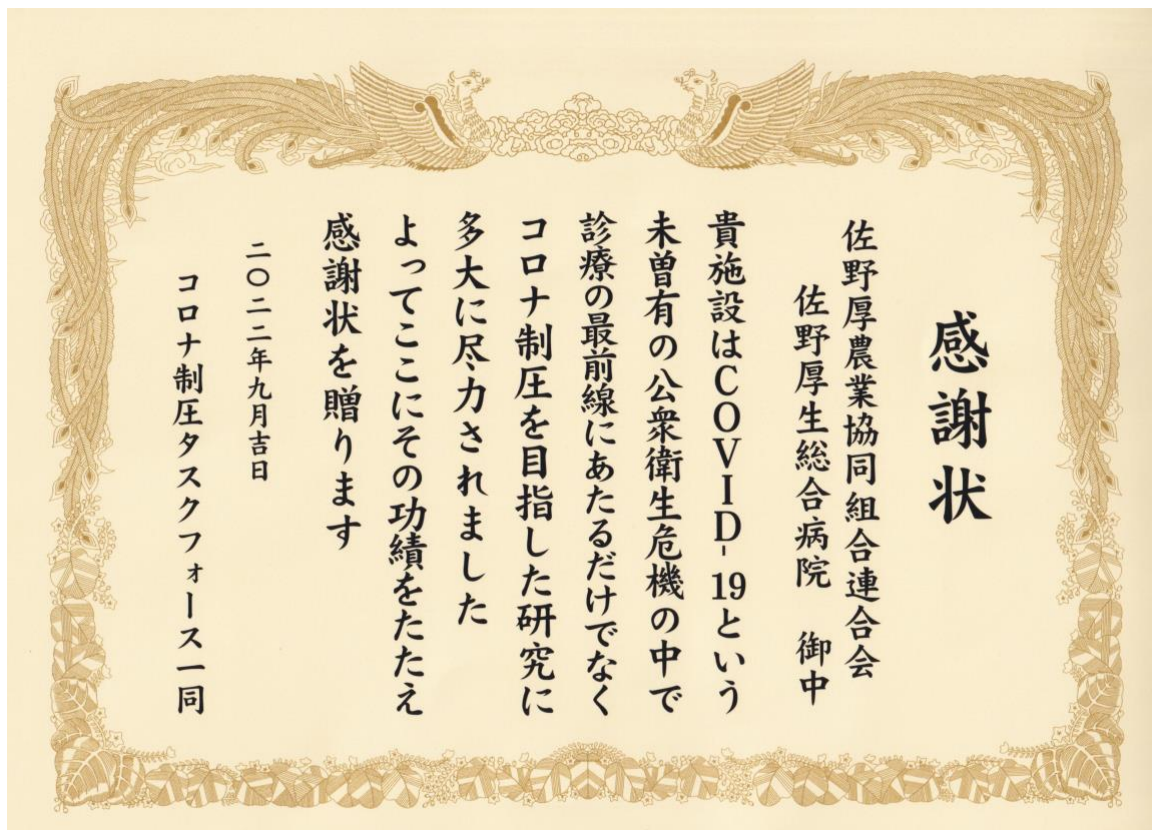 感謝状
佐野厚農業協同組合連合会
佐野厚生総合病院 御中
貴施設はCOVID-19という
未曽有の公衆衛生危機の中で
診療の最前線にあたるだけでなく
コロナ制圧を目指した研究に
多大に尽力されました
よってここにその功績をたたえ
感謝状を贈ります
二〇二二年九月吉日
コロナ制圧タスクフォース一同